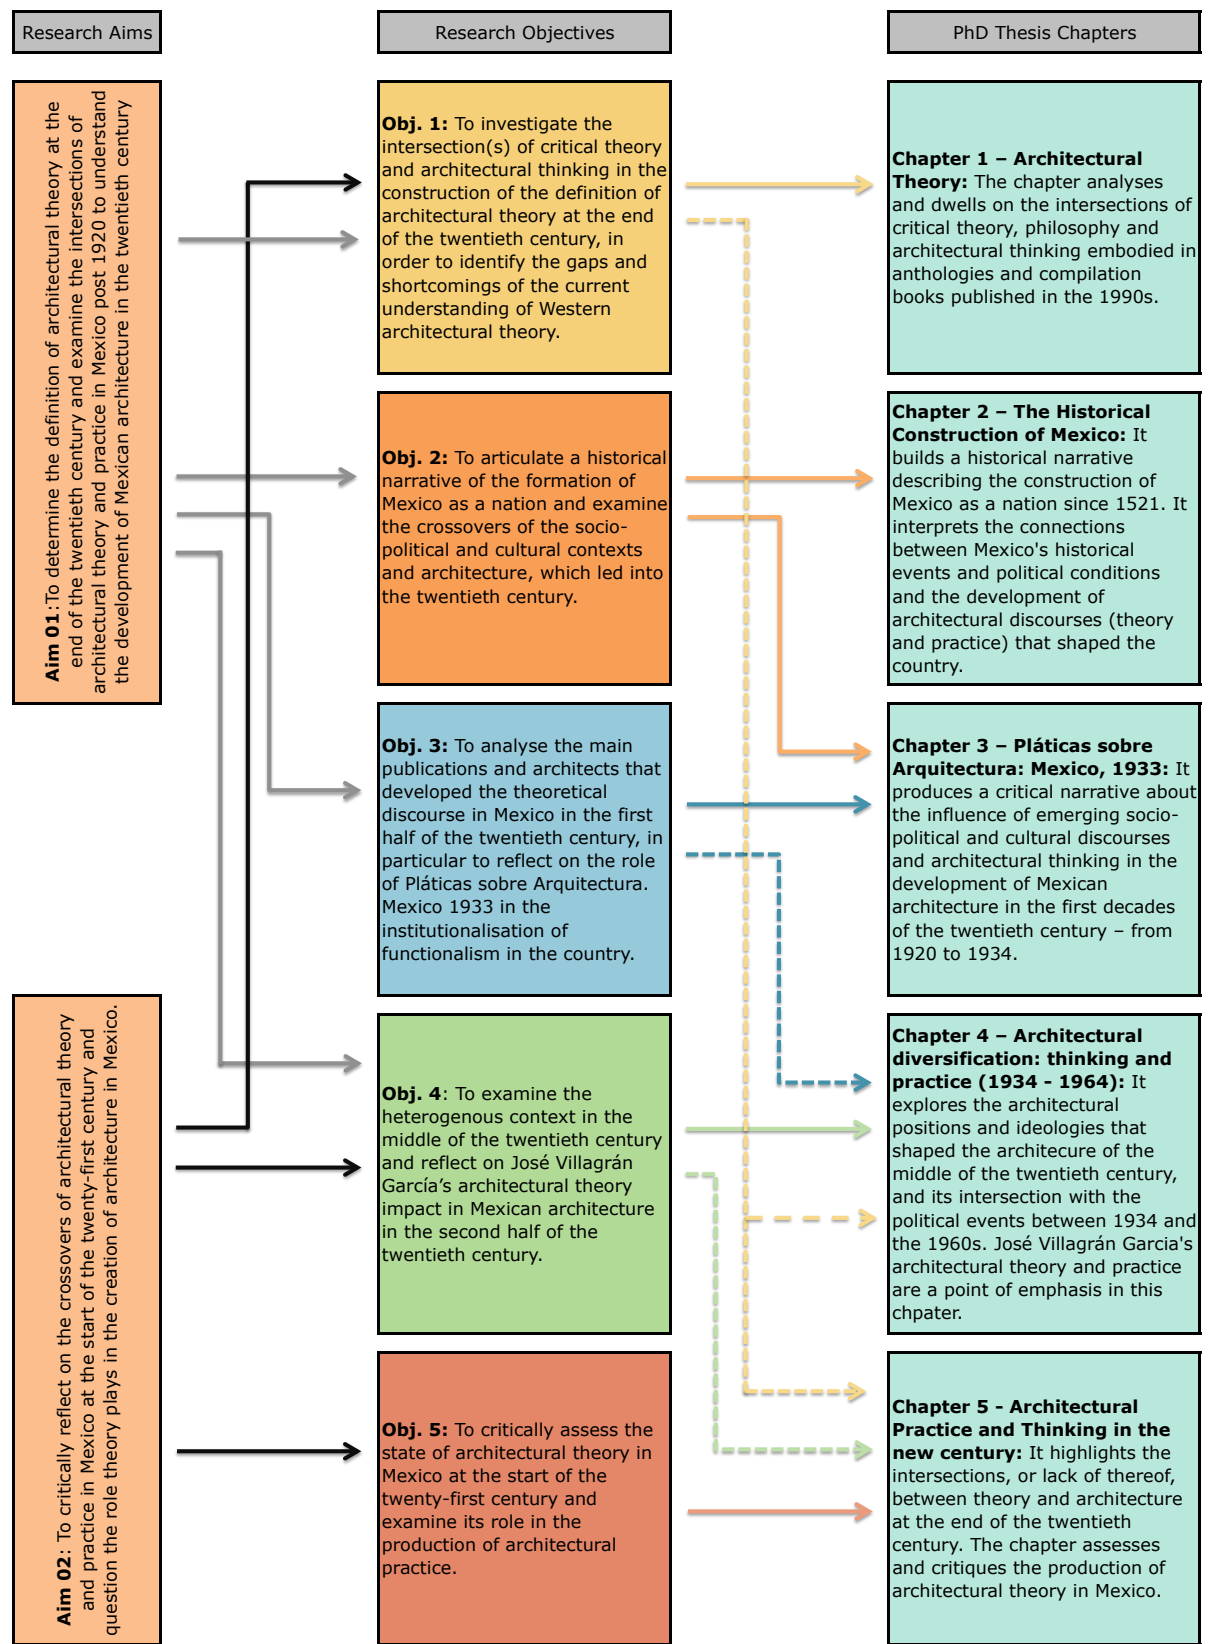 Research Aims
Research Objectives
PhD Thesis Chapters
Aim 01:To determine the definition of architectural theory at the
end of the twentieth century and examine the intersections of
architectural theory and practice in Mexico post 1920 to understand
the development of Mexican architecture in the twentieth century
Aim 02: To critically reflect on the crossovers of architectural theory
and practice in Mexico at the start of the twenty-first century and
question the role theory plays in the creation of architecture in Mexico.
Obj. 1: To investigate the
intersection(s) of critical theory
and architectural thinking in the
construction of the definition of
architectural theory at the end
of the twentieth century, in
order to identify the gaps and
shortcomings of the current
understanding of Western
architectural theory.
Obj. 2: To articulate a historical
narrative of the formation of
Mexico as a nation and examine
the crossovers of the socio-
political and cultural contexts
and architecture, which led into
the twentieth century.
Obj. 3: To analyse the main
publications and architects that
developed the theoretical
discourse in Mexico in the first
half of the twentieth century, in
particular to reflect on the role
of Pláticas sobre Arquitectura.
Mexico 1933 in the
institutionalisation of
functionalism in the country.
Obj. 4: To examine the
heterogenous context in the
middle of the twentieth century
and reflect on José Villagrán
García’s architectural theory
impact in Mexican architecture
in the second half of the
twentieth century.
Obj. 5: To critically assess the
state of architectural theory in
Mexico at the start of the
twenty-first century and
examine its role in the
production of architectural
practice.
Chapter 1 – Architectural
Theory: The chapter analyses
and dwells on the intersections of
critical theory, philosophy and
architectural thinking embodied in
anthologies and compilation
books published in the 1990s.
Chapter 2 – The Historical
Construction of Mexico: It
builds a historical narrative
describing the construction of
Mexico as a nation since 1521. It
interprets the connections
between Mexico's historical
events and political conditions
and the development of
architectural discourses (theory
and practice) that shaped the
country.
Chapter 3 – Pláticas sobre
Arquitectura: Mexico, 1933: It
produces a critical narrative about
the influence of emerging socio-
political and cultural discourses
and architectural thinking in the
development of Mexican
architecture in the first decades
of the twentieth century – from
1920 to 1934.
Chapter 4 – Architectural
diversification: thinking and
practice (1934 - 1964): It
explores the architectural
positions and ideologies that
shaped the architecure of the
middle of the twentieth century,
and its intersection with the
political events between 1934 and
the 1960s. José Villagrán Garcia's
architectural theory and practice
are a point of emphasis in this
chpater.
Chapter 5 - Architectural
Practice and Thinking in the
new century: It highlights the
intersections, or lack of thereof,
between theory and architecture
at the end of the twentieth
century. The chapter assesses
and critiques the production of
architectural theory in Mexico.